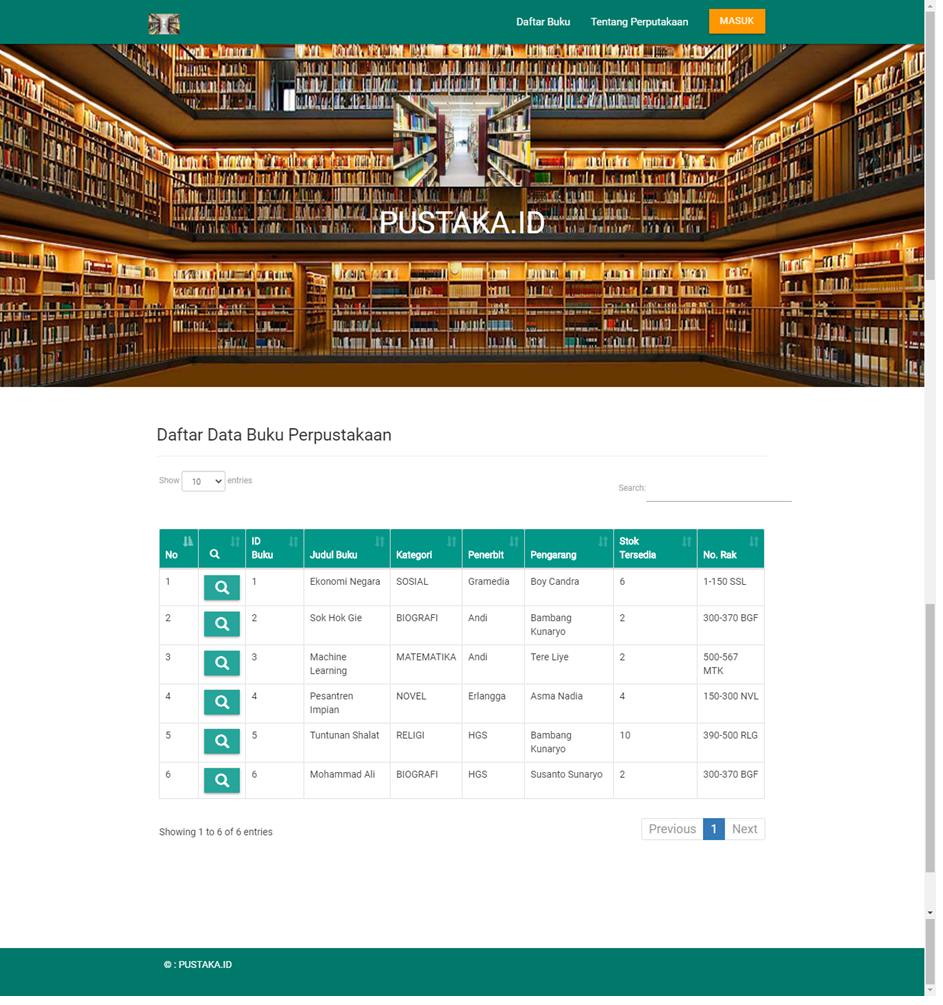 Daftar Buku Tentang Perputakaan MASUK
PUSTAKA.ID
Daftar Data Buku Perpustakaan
Show 10 entries
Search:
No ID Buku Judul Buku Kategori Penerbit Pengarang Stok Tersedia No. Rak
1 1 Ekonomi Negara SOSIAL Gramedia Boy Candra 6 1-150 SSL
2 2 Sok Hok Gie BIOGRAFI Andi Bambang Kunaryo 2 300-370 BGF
3 3 Machine Learning MATEMATIKA Andi Tere Liye 2 500-567 MTK
4 4 Pesantren Impian NOVEL Erlangga Asma Nadia 4 150-300 NVL
5 5 Tuntunan Shalat RELIGI HGS Bambang Kunaryo 10 390-500 RLG
6 6 Mohammad Ali BIOGRAFI HGS Susanto Sunaryo 2 300-370 BGF
Showing 1 to 6 of 6 entries
Previous 1 Next
© : PUSTAKA.ID